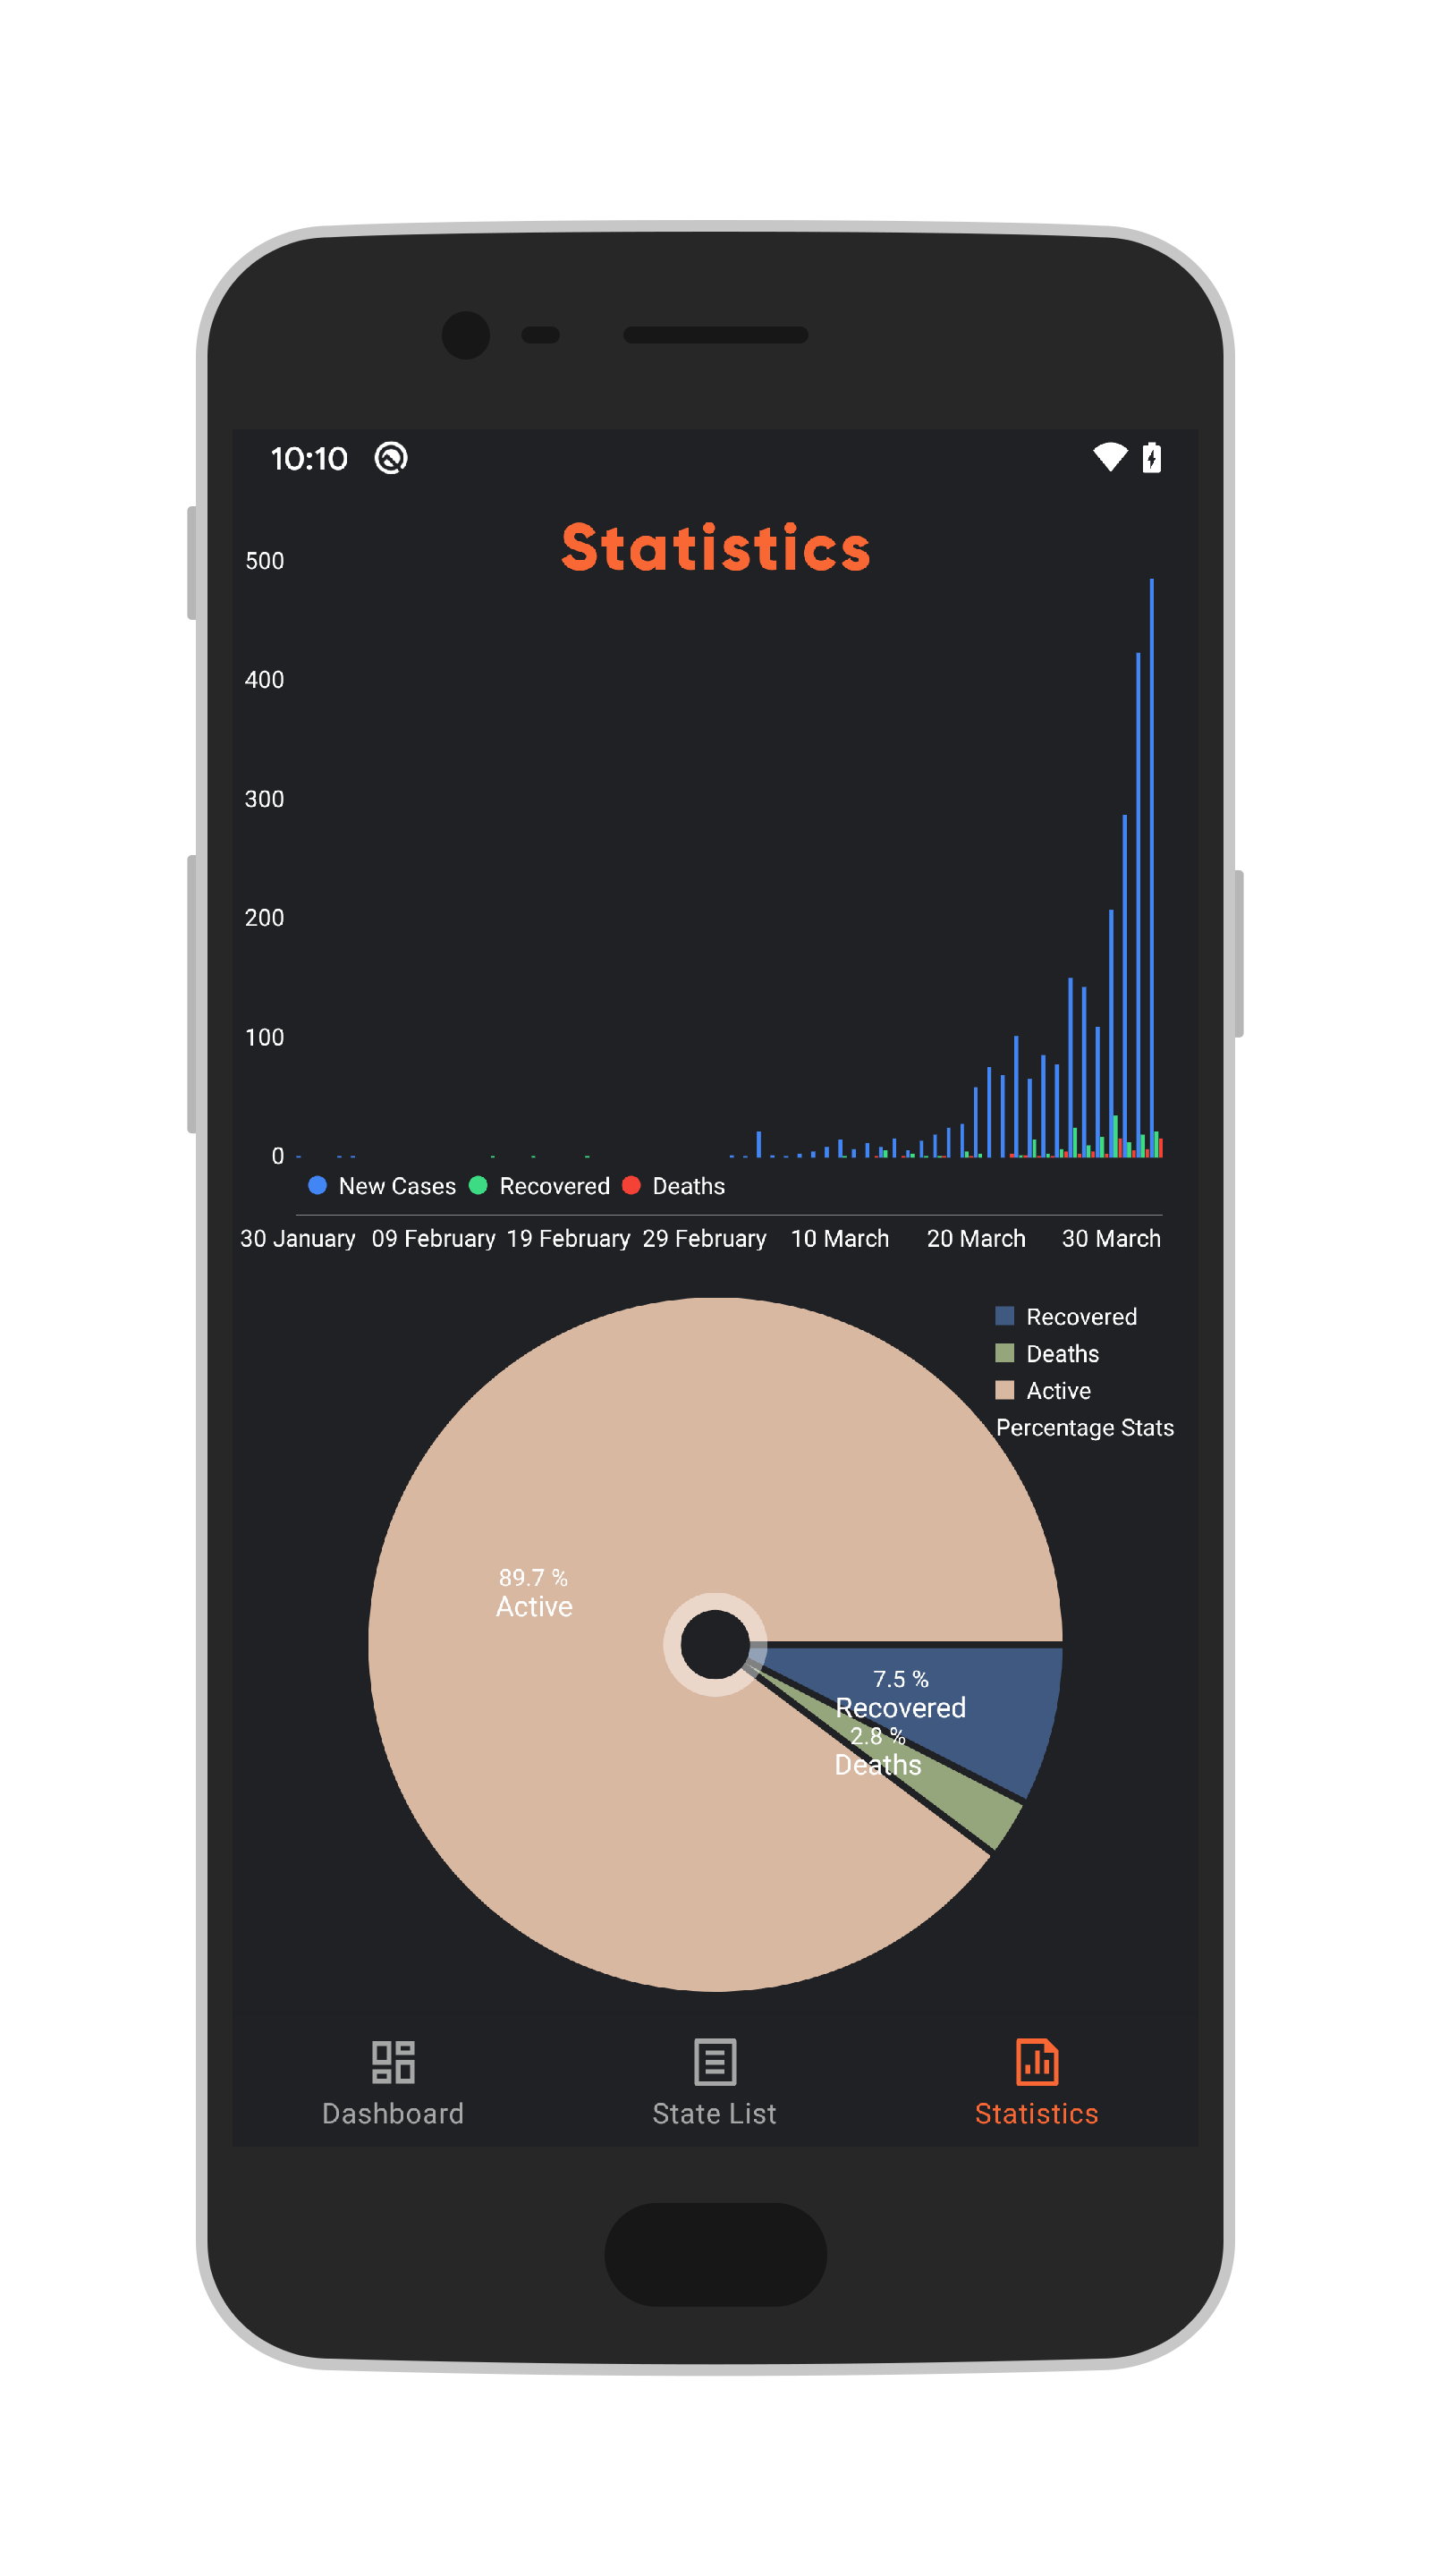 10:10
Statistics
500
400
300
200
100
0
New Cases Recovered Deaths
30 January 09 February 19 February 29 February 10 March 20 March 30 March
Recovered
Deaths
Active
Percentage Stats
89.7 %
Active
7.5 %
Recovered
2.8 %
Deaths
Dashboard State List Statistics